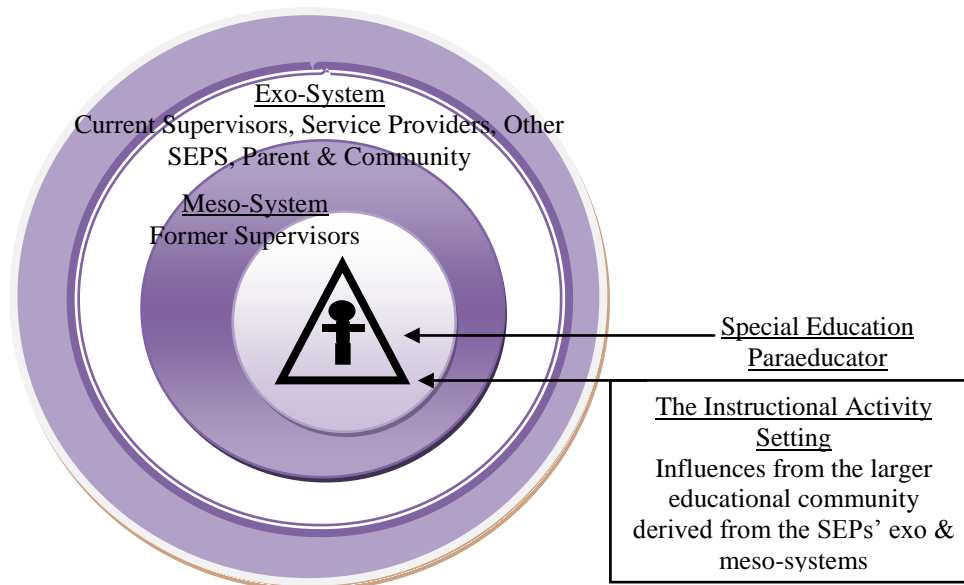 Exo-System
Current Supervisors, Service Providers, Other
SEPS, Parent & Community
Meso-System
Former Supervisors
Special Education
Paraeducator
The Instructional Activity
Setting
Influences from the larger
educational community
derived from the SEPs’ exo &
meso-systems